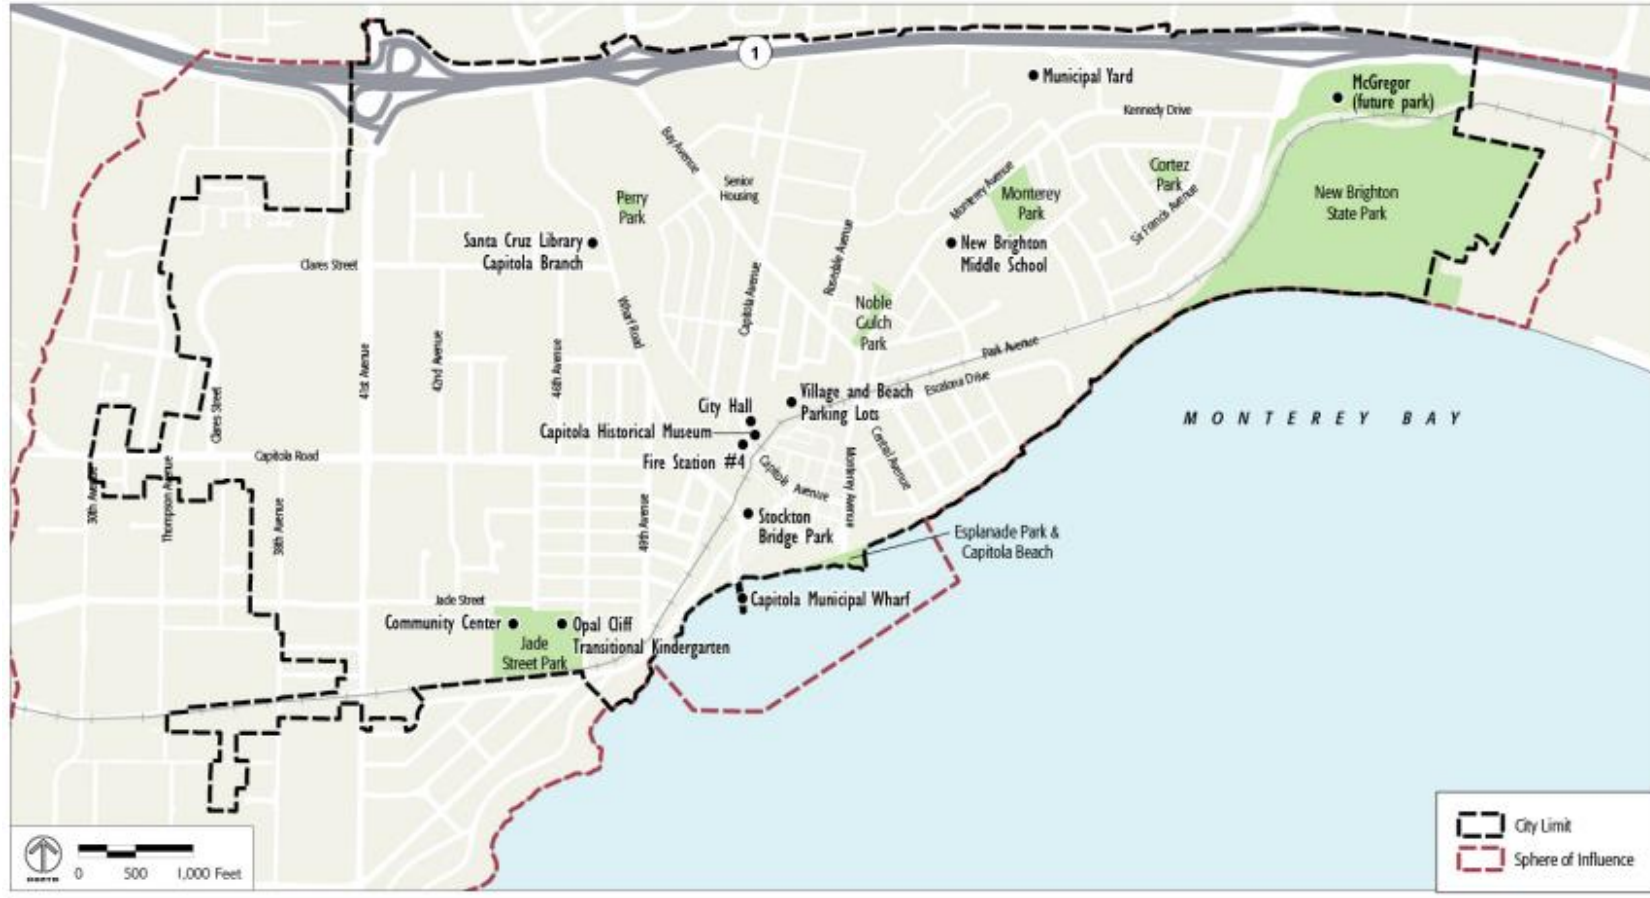 1
Municipal Yard
McGregor
(future park)
Kennedy Drive
Bay Avenue
Senior
Housing
Perry
Park
Monterey Avenue
Monterey
Park
Cortez
Park
Sir Francis Avenue
New Brighton
State Park
Santa Cruz Library
Capitola Branch
New Brighton
Middle School
Clares Street
Rosedale Avenue
Capitola Avenue
Wharf Road
Noble
Gulch
Park
41st Avenue
42nd Avenue
46th Avenue
Park Avenue
Escalona Drive
Clares Street
Village and Beach
Parking Lots
City Hall
Capitola Historical Museum
Fire Station #4
MONTEREY BAY
Capitola Road
Capitola Avenue
Monterey Avenue
Central Avenue
30th Avenue
Thompson Avenue
38th Avenue
49th Avenue
Stockton
Bridge Park
Esplanade Park &
Capitola Beach
Jade Street
Capitola Municipal Wharf
Community Center
Opal Cliff
Transitional Kindergarten
Jade
Street Park
City Limit
Sphere of Influence
NORTH
0 500 1,000 Feet